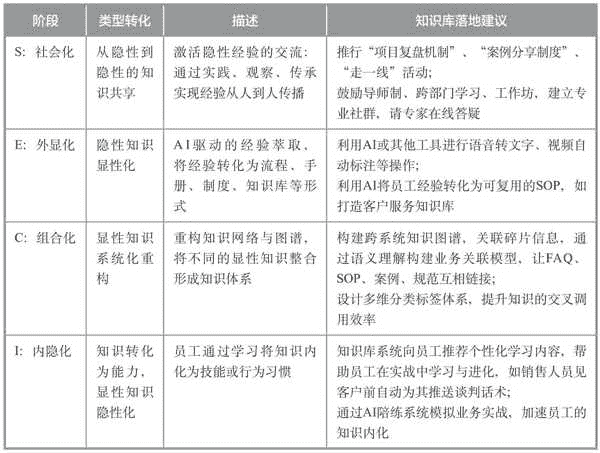 阶段 类型转化 描述 知识库落地建议
S：社会化 从隐性到 激活隐性经验的交流： 推行“项目复盘机制”、“案例分享制度”、
隐性的知 通过实践、观察、传承 “走一线”活动；
识共享 实现经验从人到人传播 鼓励导师制、跨部门学习、工作坊，建立专
业社群，请专家在线答疑
E：外显化 隐性知识 AI驱动的经验萃取， 利用AI或其他工具进行语音转文字、视频自
显性化 将经验转化为流程、手 动标注等操作；
册、制度、知识库等形 利用AI将员工经验转化为可复用的SOP，如
式 打造客户服务知识库
C：组合化 显性知识 重构知识网络与图谱， 构建跨系统知识图谱，关联碎片信息，通
系统化重 将不同的显性知识整合 过语义理解构建业务关联模型，让FAQ、
构 形成知识体系 SOP、案例、规范互相链接；
设计多维分类标签体系，提升知识的交叉调
用效率
I：内隐化 知识转化 员工通过学习将知识内 知识库系统向员工推荐个性化学习内容，帮
为能力， 化为技能或行为习惯 助员工在实战中学习与进化，如销售人员见
显性知识 客户前自动为其推送谈判话术；
隐性化 通过AI陪练系统模拟业务实战，加速员工的
知识内化